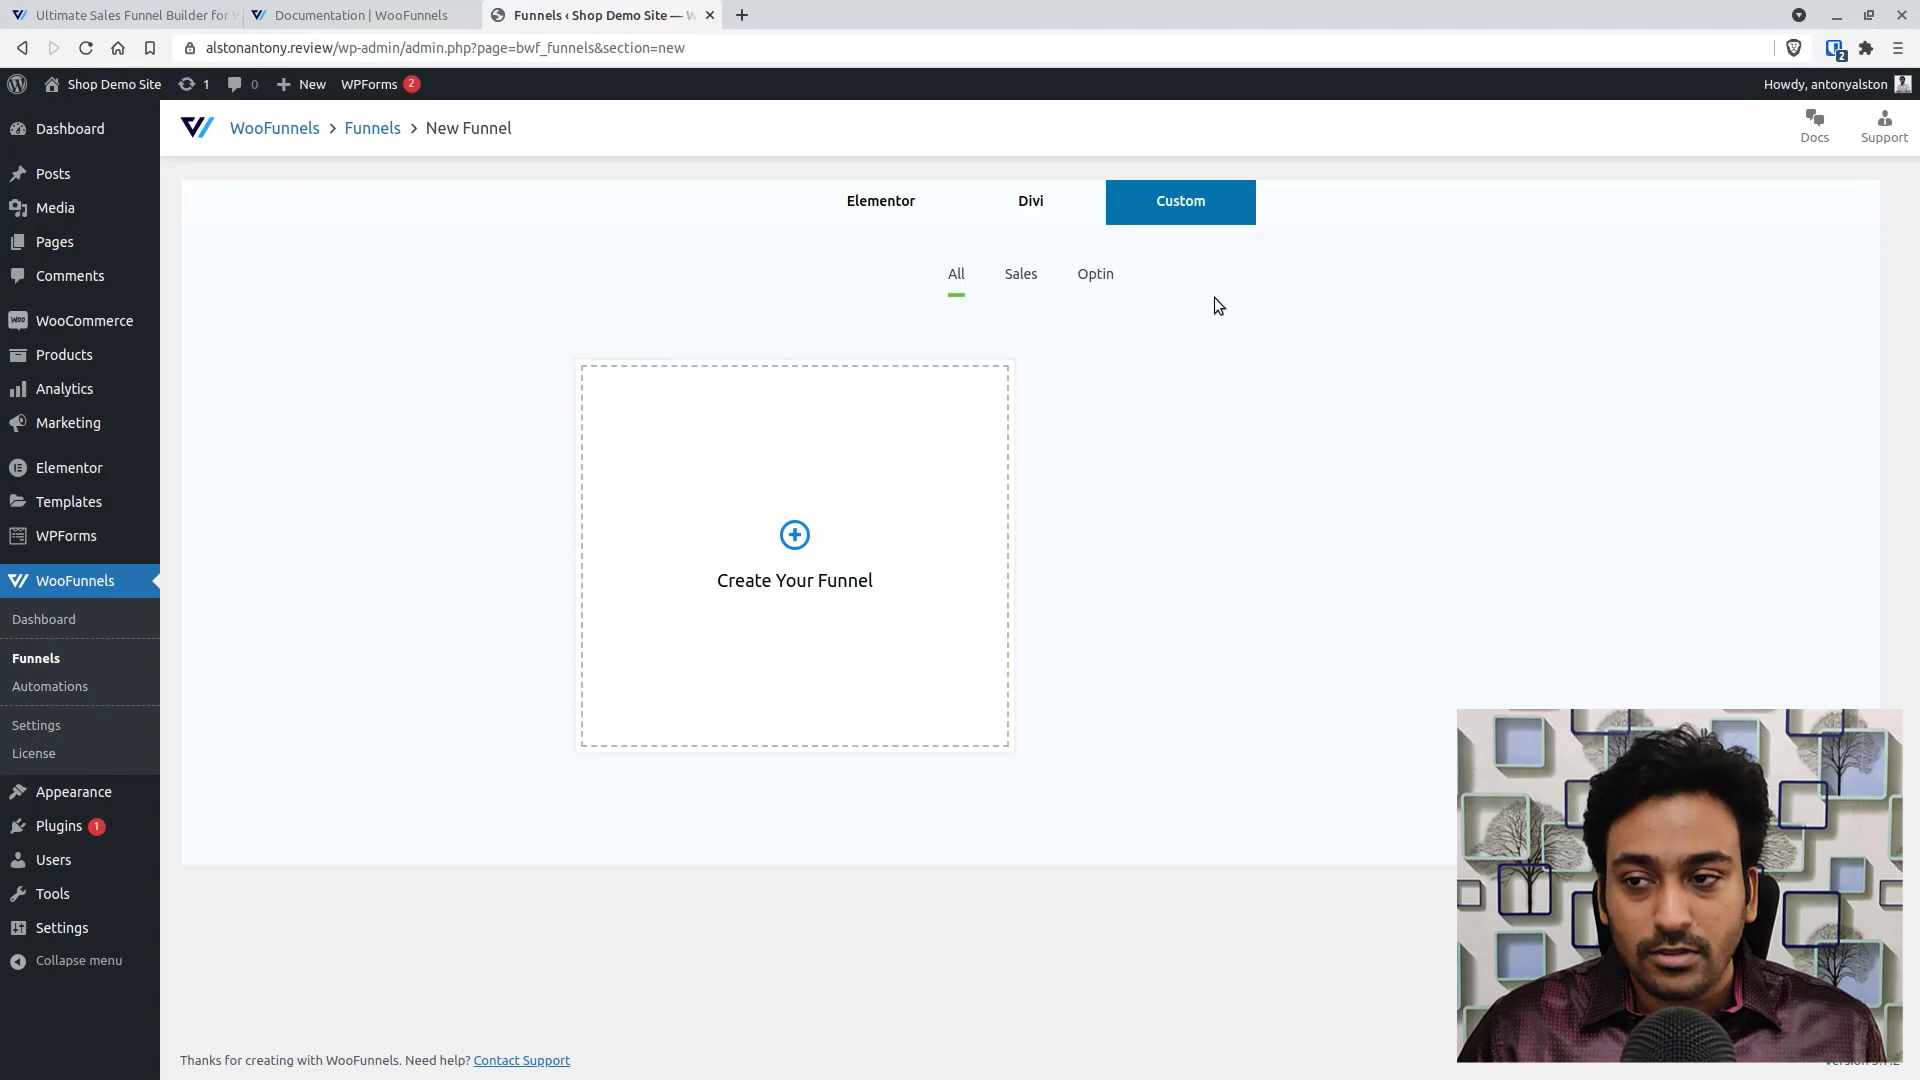 Ultimate Sales Funnel Builder for
Documentation | WooFunnels
Funnels ‹ Shop Demo Site — W
alstonantony.review/wp-admin/admin.php?page=bwf_funnels&section=new
2
Shop Demo Site
1
0
New
WPForms 2
Howdy, antonyalston
Dashboard
Posts
Media
Pages
Comments
WooCommerce
Products
Analytics
Marketing
Elementor
Templates
WPForms
WooFunnels
Dashboard
Funnels
Automations
Settings
License
Appearance
Plugins 1
Users
Tools
Settings
Collapse menu
WooFunnels > Funnels > New Funnel
Docs
Support
Elementor
Divi
Custom
All
Sales
Optin
Create Your Funnel
Thanks for creating with WooFunnels. Need help? Contact Support